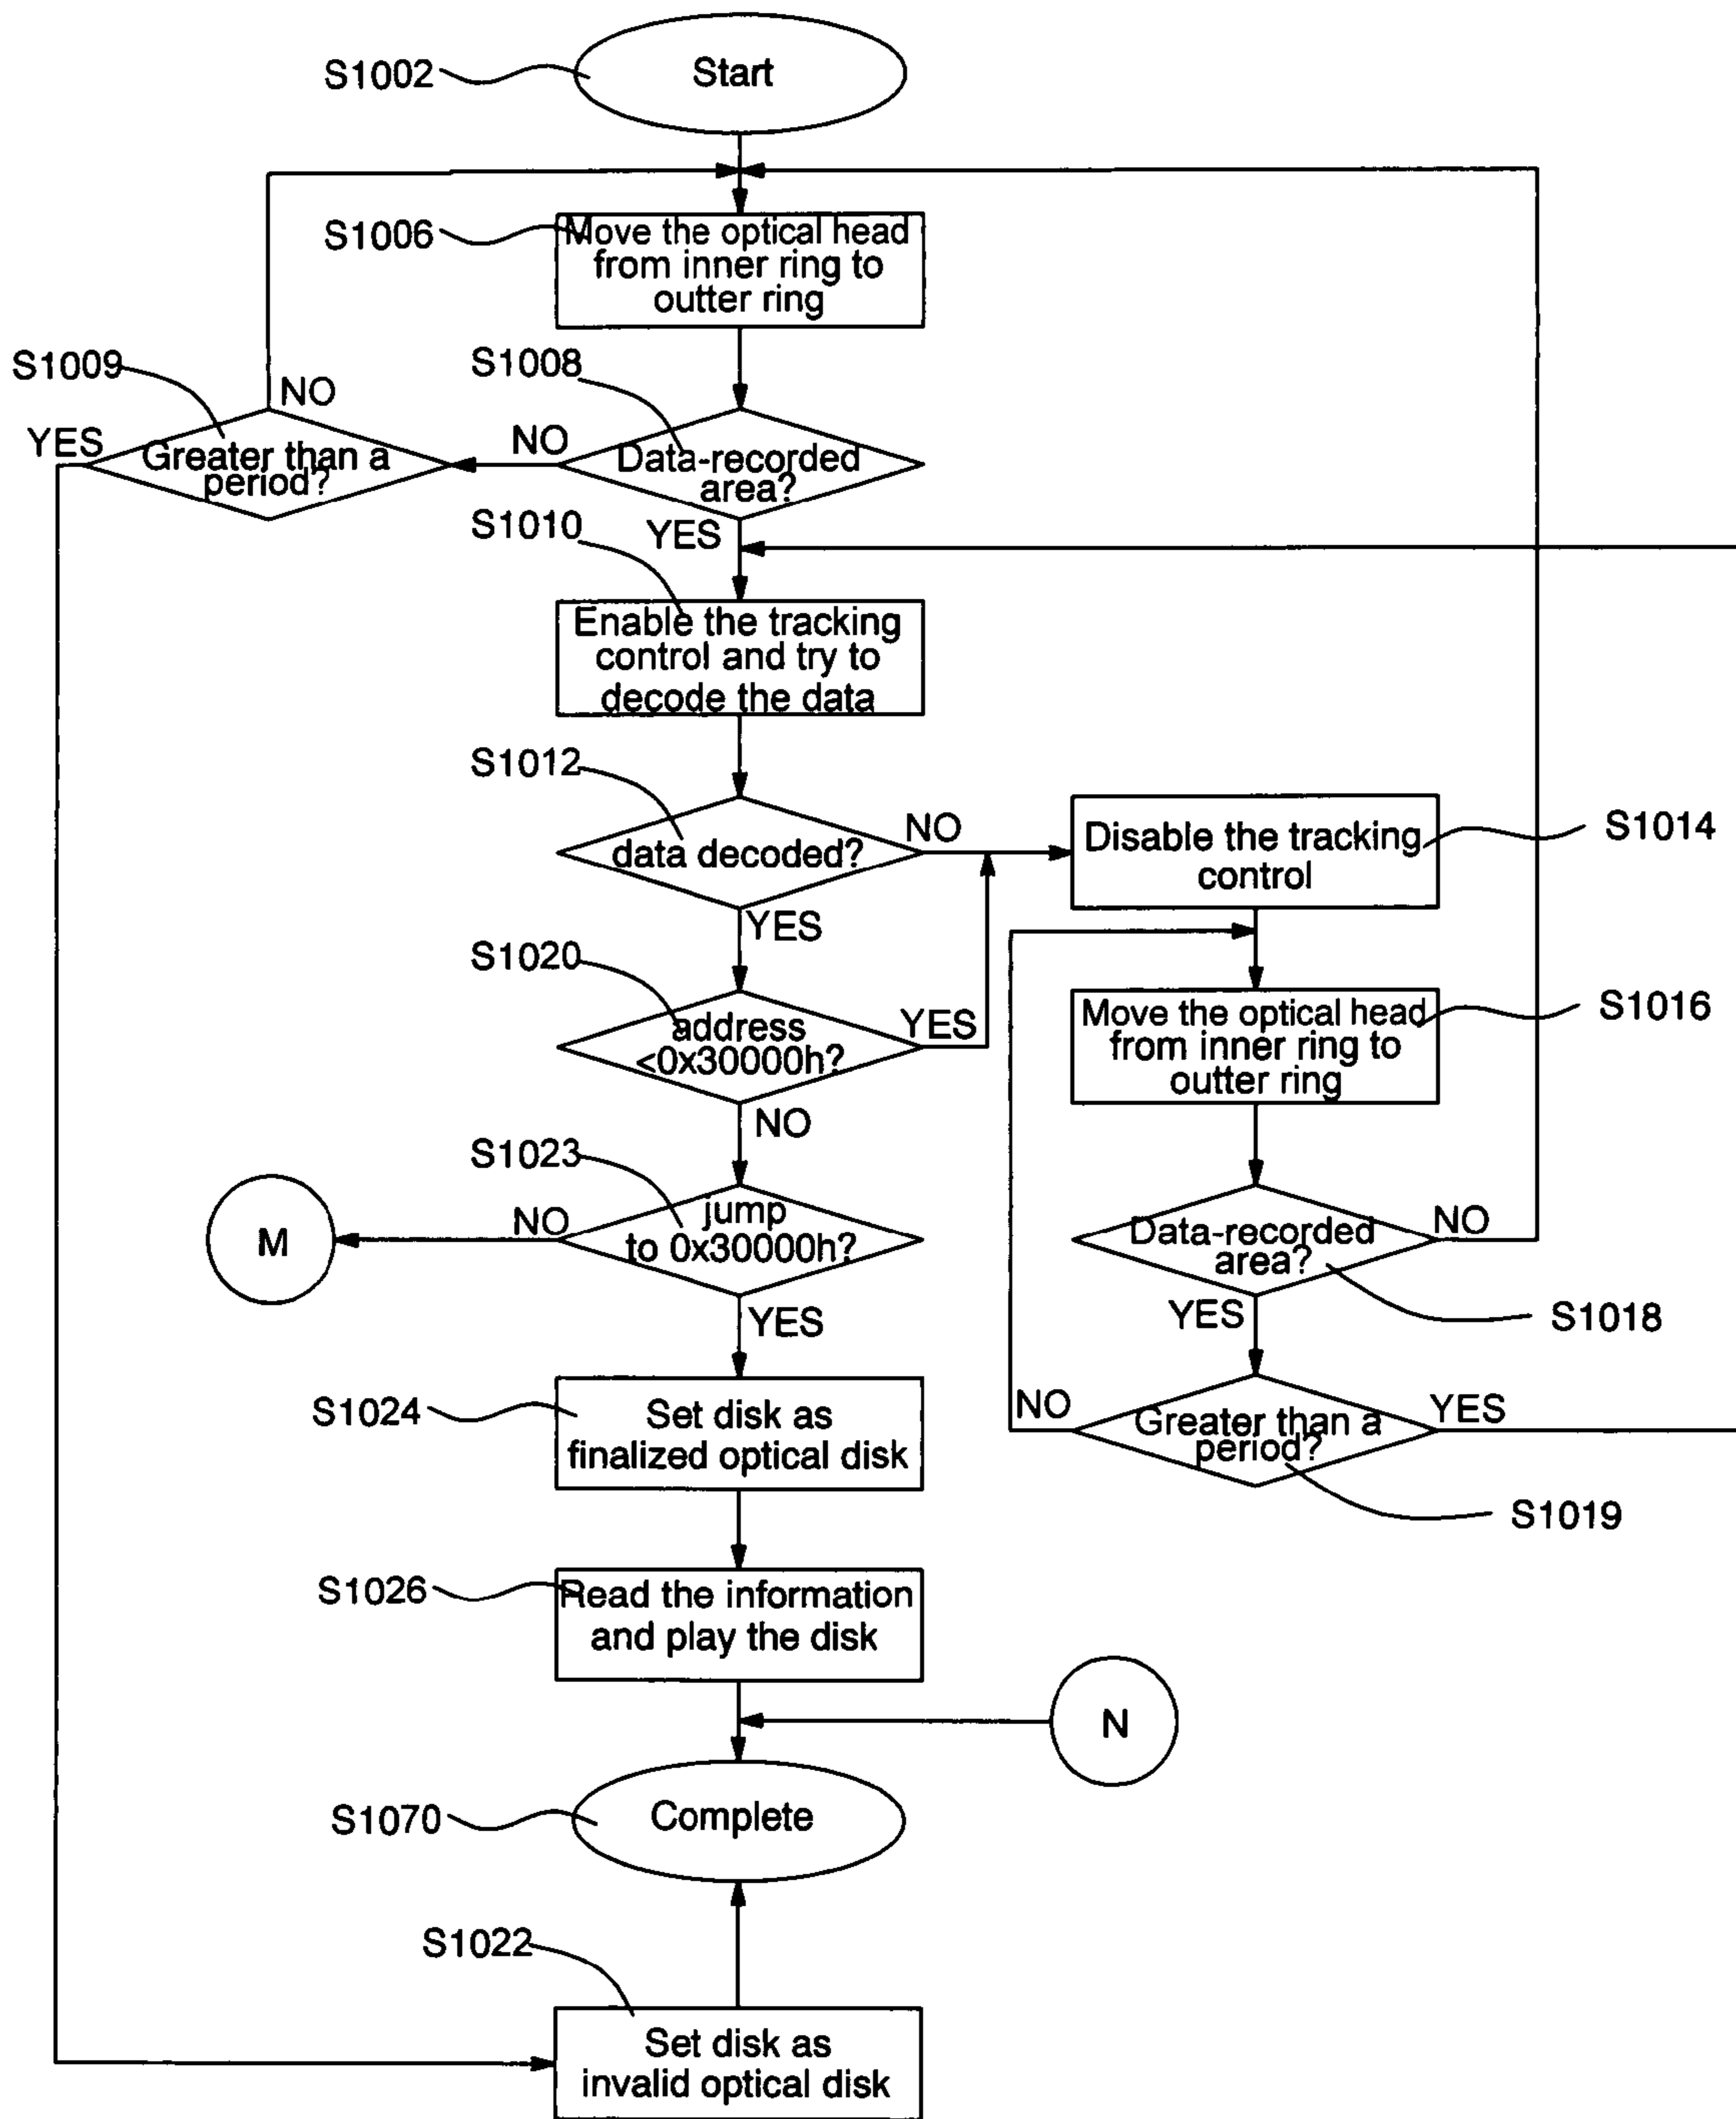 S1002
Start
S1006
Move the optical head
from inner ring to
outter ring
S1009
S1008
NO
YES
Greater than a
period?
NO
Data-recorded
area?
S1010
YES
Enable the tracking
control and try to
decode the data
S1012
data decoded?
NO
Disable the tracking
control
S1014
YES
S1020
address
<0x30000h?
YES
Move the optical head
from inner ring to
outter ring
S1016
NO
S1023
M
NO
jump
to 0x30000h?
Data-recorded
area?
NO
YES
YES
S1018
S1024
Set disk as
finalized optical disk
NO
Greater than a
period?
YES
S1019
S1026
Read the information
and play the disk
N
S1070
Complete
S1022
Set disk as
invalid optical disk